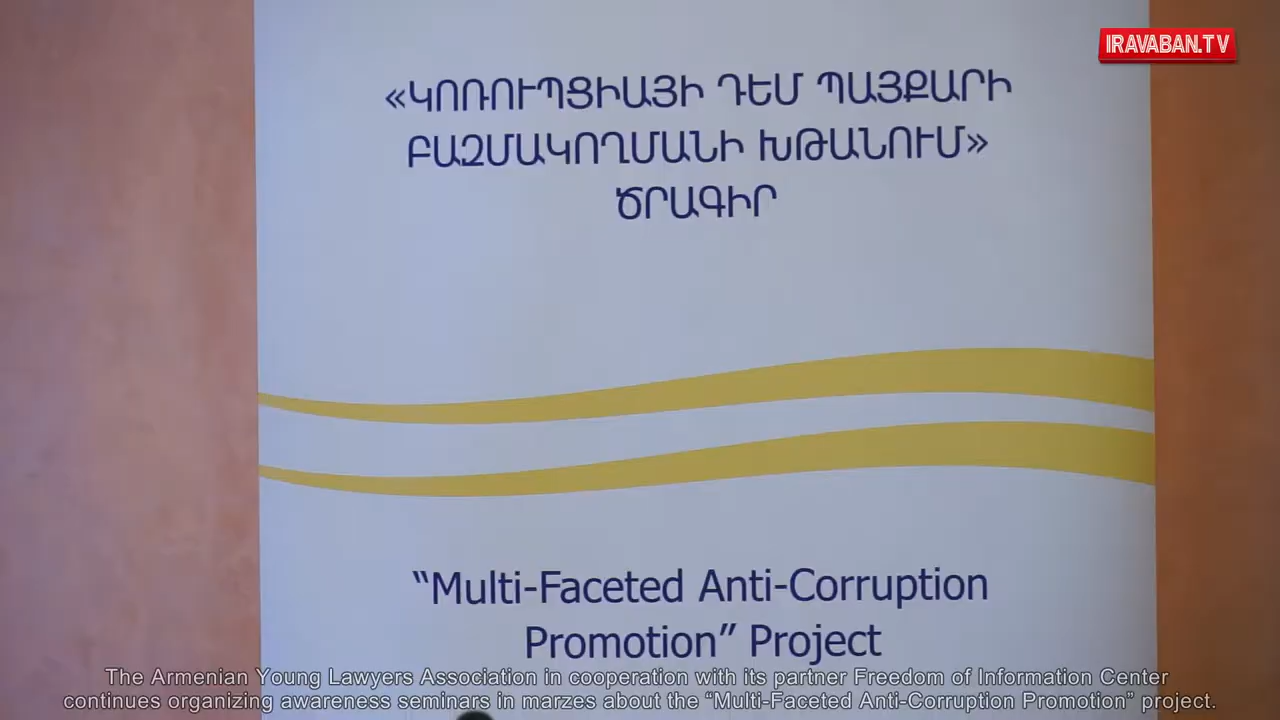 IRAVABAN.TV
«ԿՈՌՈՒՊՑԻԱՅԻ ԴԵՄ ՊԱՅՔԱՐԻ
ԲԱԶՄԱԿՈՂՄԱՆԻ ԽԹԱՆՈՒՄ»
ԾՐԱԳԻՐ
“Multi-Faceted Anti-Corruption
Promotion” Project
The Armenian Young Lawyers Association in cooperation with its partner Freedom of Information Center
continues organizing awareness seminars in marzes about the “Multi-Faceted Anti-Corruption Promotion” project.